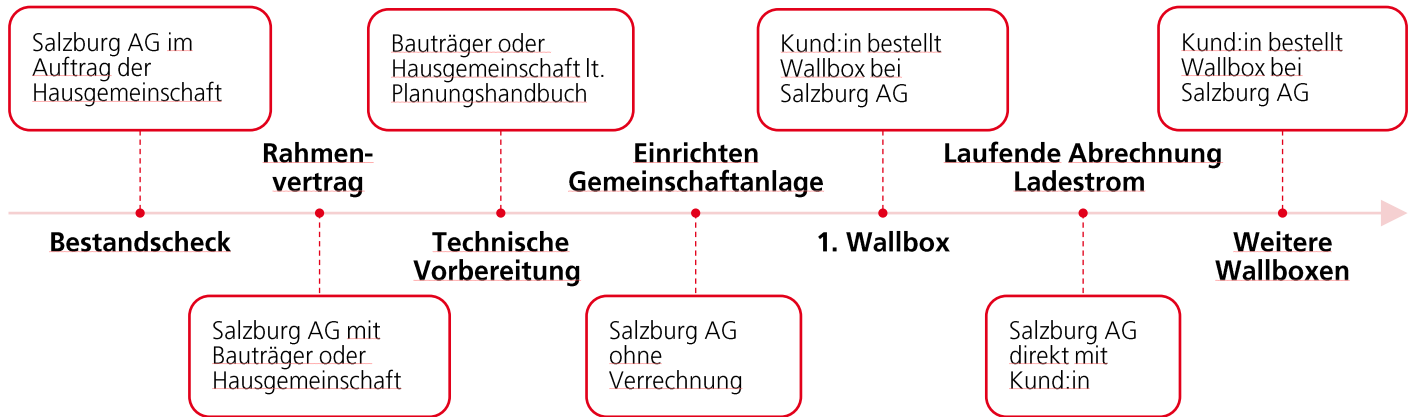 Salzburg AG im
Auftrag der
Hausgemeinschaft
Bestandscheck
Rahmen-
vertrag
Salzburg AG mit
Bauträger oder
Hausgemeinschaft
Bauträger oder
Hausgemeinschaft lt.
Planungshandbuch
Technische
Vorbereitung
Einrichten
Gemeinschaftanlage
Salzburg AG
ohne
Verrechnung
Kund:in bestellt
Wallbox bei
Salzburg AG
1. Wallbox
Laufende Abrechnung
Ladestrom
Salzburg AG
direkt mit
Kund:in
Kund:in bestellt
Wallbox bei
Salzburg AG
Weitere
Wallboxen